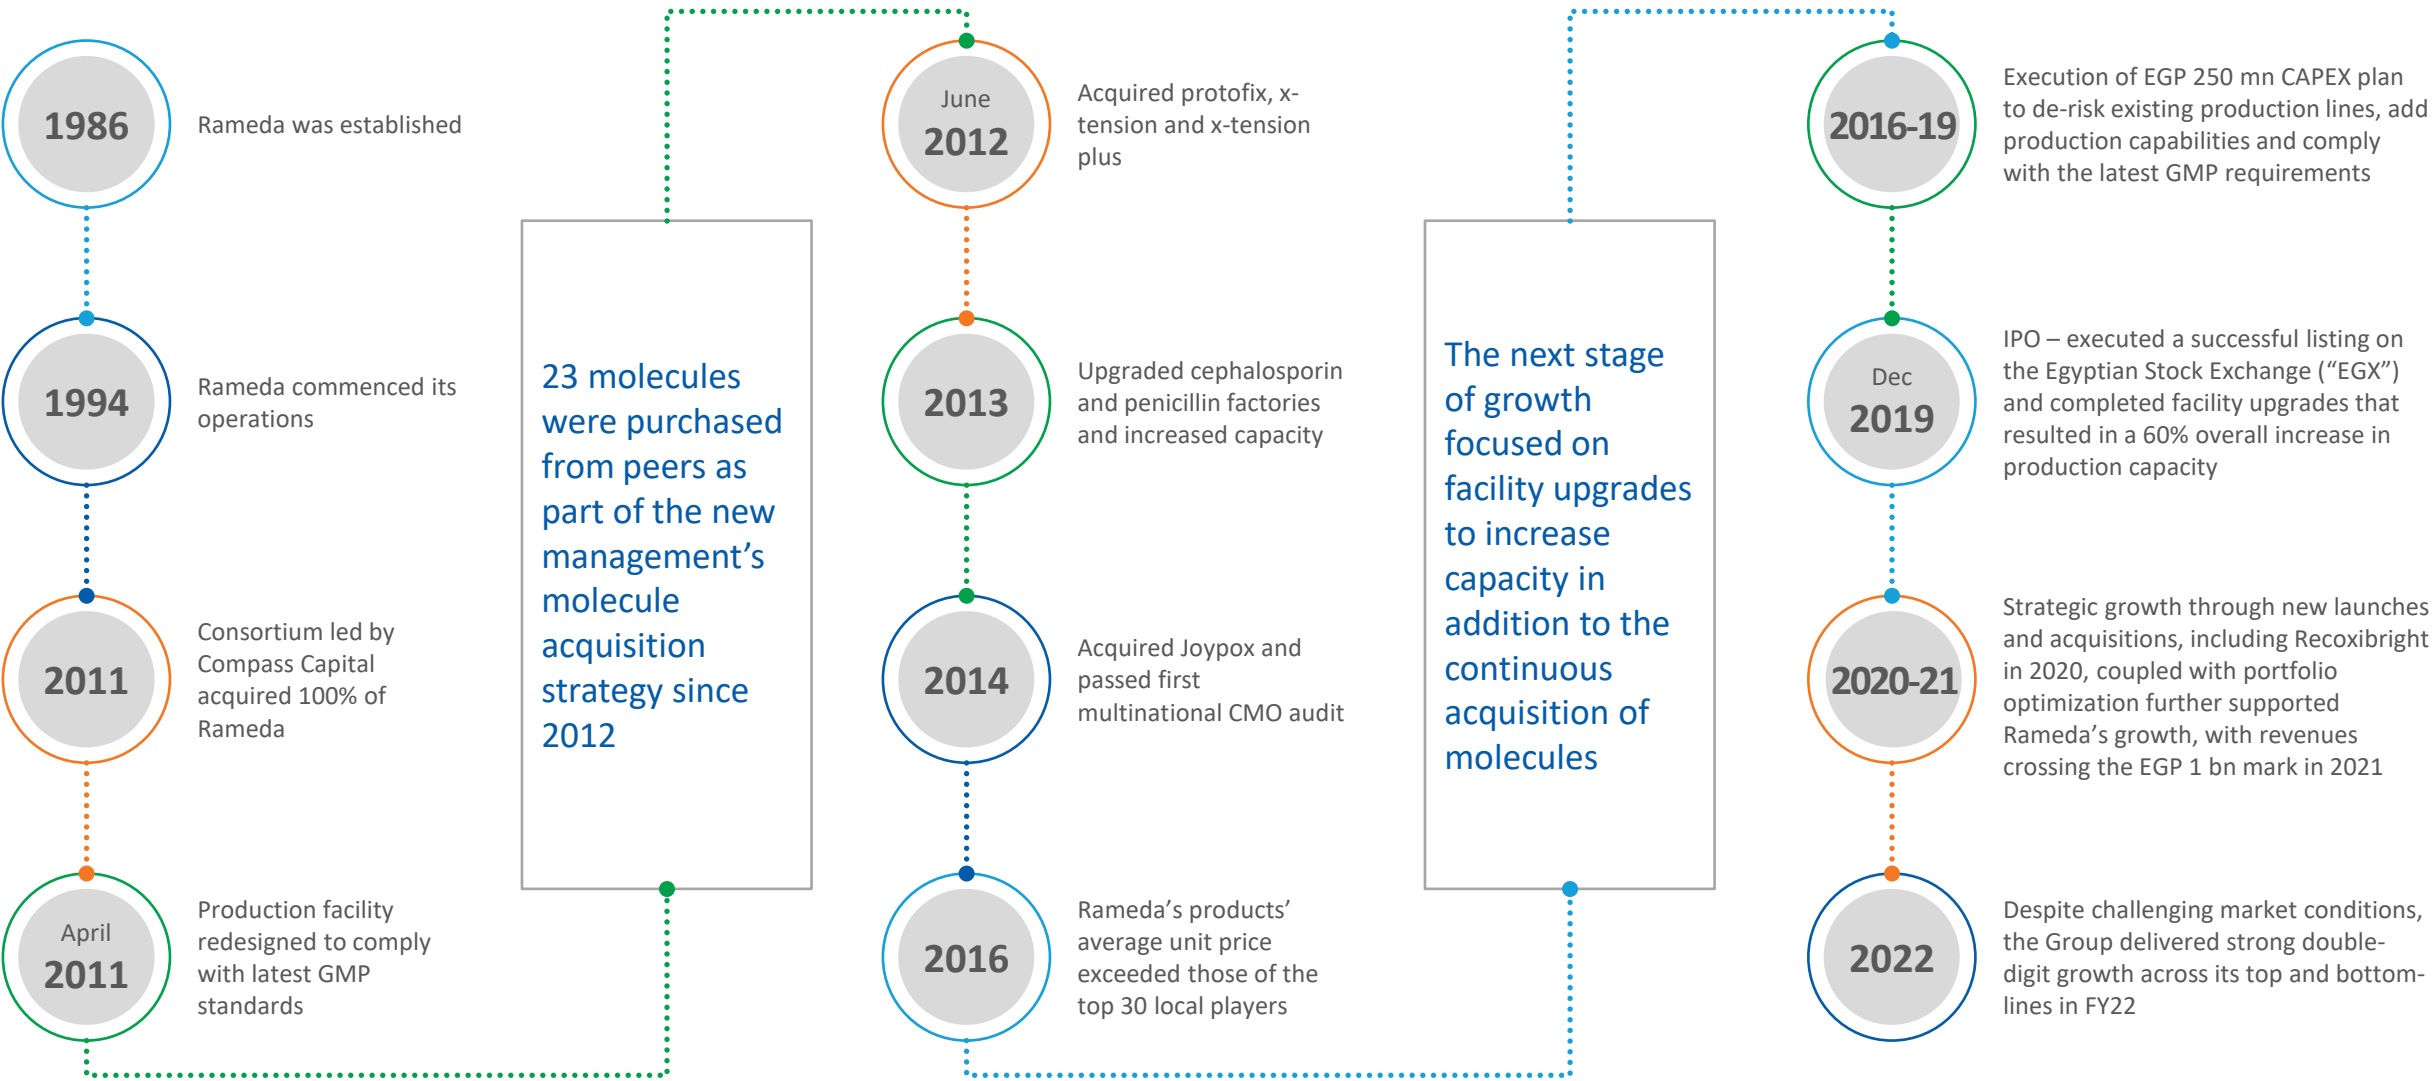 1986
Rameda was established
1994
Rameda commenced its
operations
2011
Consortium led by
Compass Capital
acquired 100% of
Rameda
April
2011
Production facility
redesigned to comply
with latest GMP
standards
23 molecules
were purchased
from peers as
part of the new
management’s
molecule
acquisition
strategy since
2012
June
2012
Acquired protofix, x-
tension and x-tension
plus
2013
Upgraded cephalosporin
and penicillin factories
and increased capacity
2014
Acquired Joypox and
passed first
multinational CMO audit
2016
Rameda’s products’
average unit price
exceeded those of the
top 30 local players
The next stage
of growth
focused on
facility upgrades
to increase
capacity in
addition to the
continuous
acquisition of
molecules
2016-19
Execution of EGP 250 mn CAPEX plan
to de-risk existing production lines, add
production capabilities and comply
with the latest GMP requirements
Dec
2019
IPO – executed a successful listing on
the Egyptian Stock Exchange (“EGX”)
and completed facility upgrades that
resulted in a 60% overall increase in
production capacity
2020-21
Strategic growth through new launches
and acquisitions, including Recoxibright
in 2020, coupled with portfolio
optimization further supported
Rameda’s growth, with revenues
crossing the EGP 1 bn mark in 2021
2022
Despite challenging market conditions,
the Group delivered strong double-
digit growth across its top and bottom-
lines in FY22